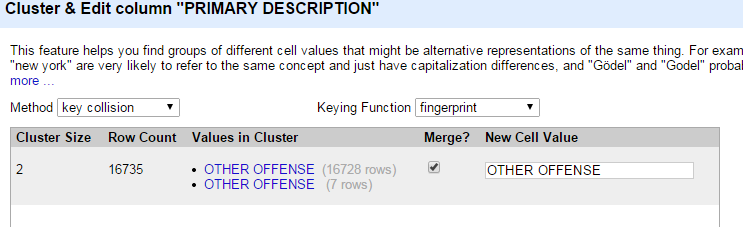 Cluster & Edit column "PRIMARY DESCRIPTION"
This feature helps you find groups of different cell values that might be alternative representations of the same thing. For exam
"new york" are very likely to refer to the same concept and just have capitalization differences, and "Gödel" and "Godel" probal
more ...
Method key collision Keying Function fingerprint
Cluster Size Row Count Values in Cluster Merge? New Cell Value
2 16735 • OTHER OFFENSE (16728 rows) OTHER OFFENSE
• OTHER OFFENSE (7 rows)